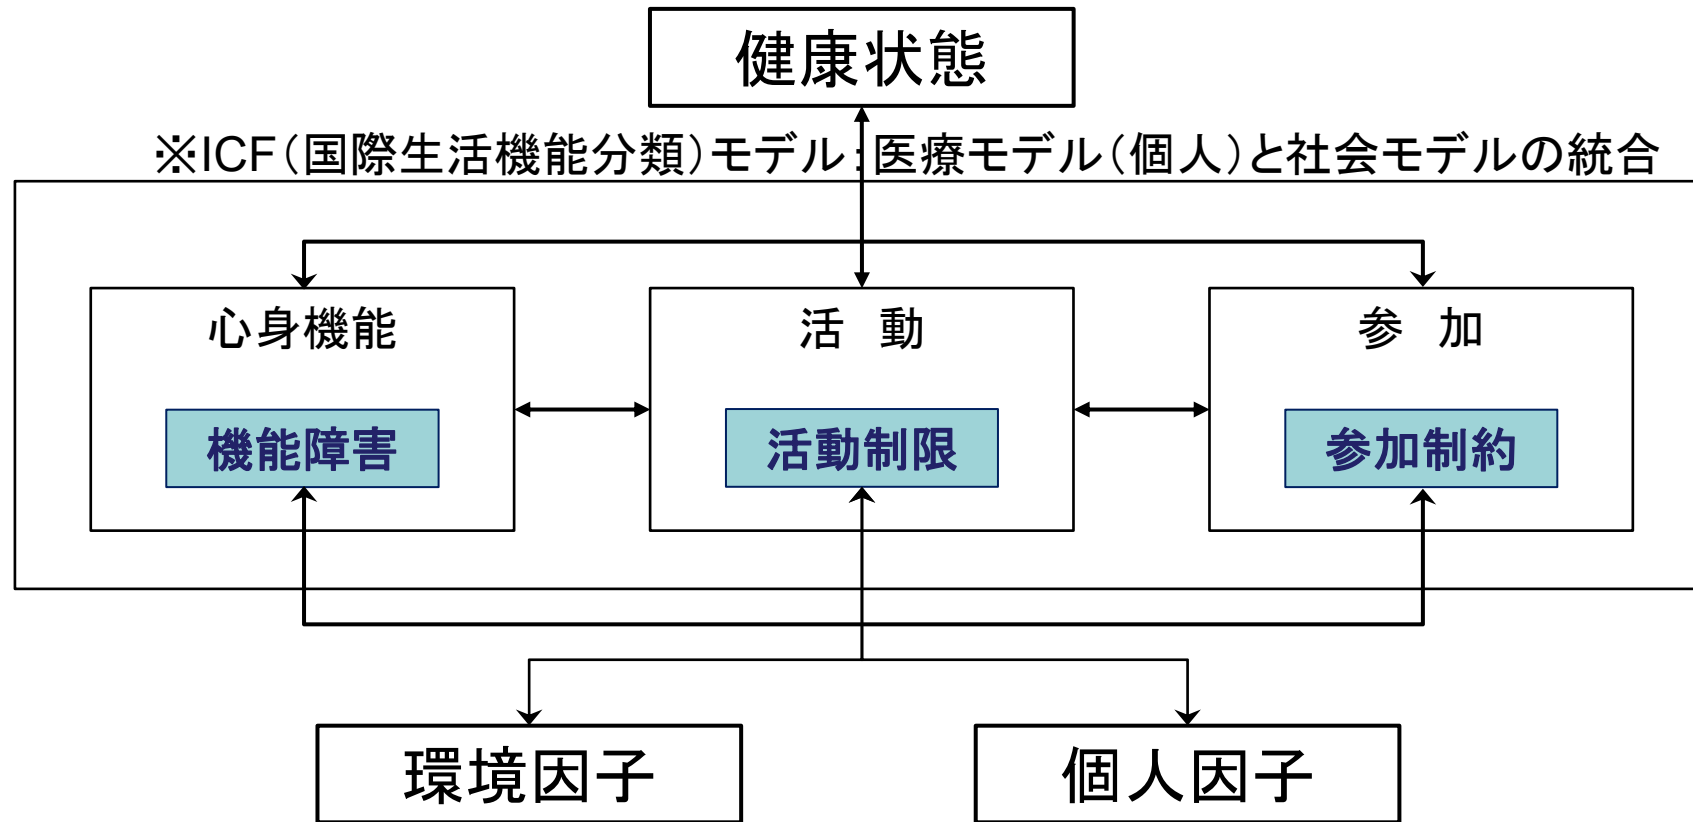 健康状態
※ICF（国際生活機能分類）モデル：医療モデル（個人）と社会モデルの統合
心身機能
活　動
参　加
機能障害
活動制限
参加制約
環境因子
個人因子